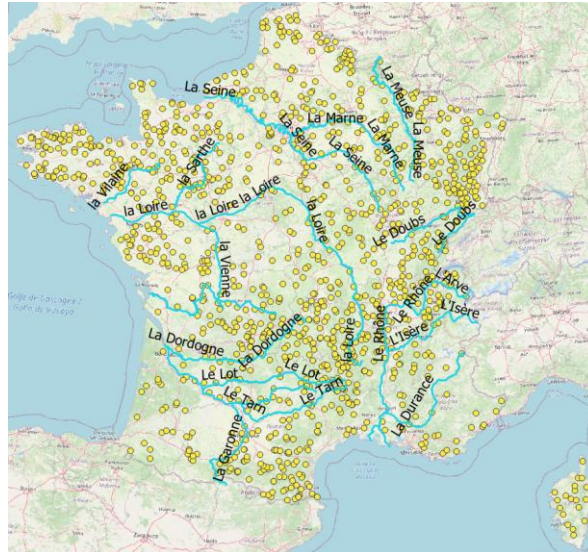 La Seine
La Meuse
La Marne
La Seine
La Marne
La Meuse
La Seine
la Sarthe
la Vilaine
la Loire
la Loire
la Loire
la Loire
Le Doubs
Le Doubs
la Vienne
L'Arve
Le Rhône
L'Isère
La Dordogne
La Dordogne
la Loire
Le Rhône
L'Isère
Le Lot
Le Lot
Le Tarn
Le Tarn
La Durance
La Garonne